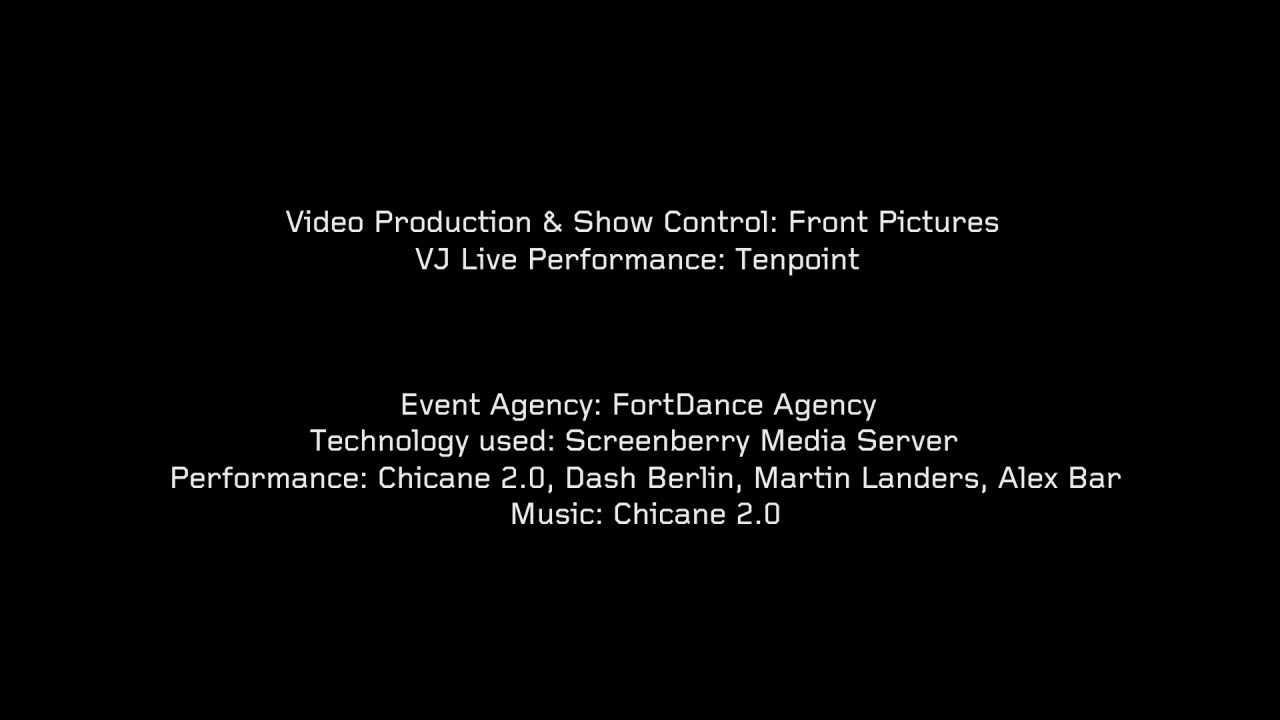 Video Production & Show Control: Front Pictures
VJ Live Performance: Tenpoint
Event Agency: FortDance Agency
Technology used: Screenberry Media Server
Performance: Chicane 2.0, Dash Berlin, Martin Landers, Alex Bar
Music: Chicane 2.0